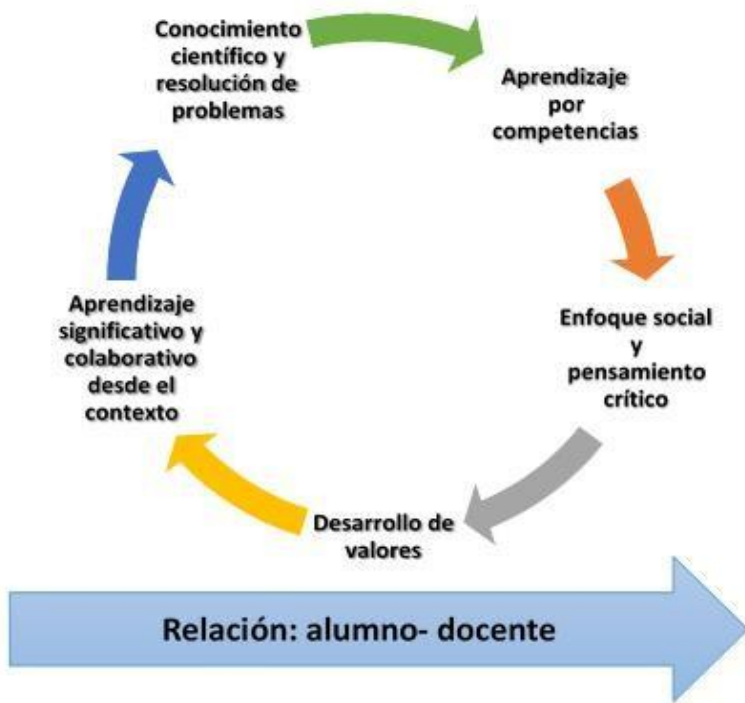 Conocimiento
científico y
resolución de
problemas
Aprendizaje
por
competencias
Enfoque social
y
pensamiento
crítico
Desarrollo de
valores
Aprendizaje
significativo y
colaborativo
desde el
contexto
Relación: alumno- docente